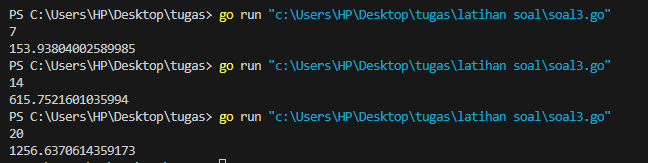 PS C:\Users\HP\Desktop\tugas> go run "c:\Users\HP\Desktop\tugas\latihan soal\soal3.go"
7
153.93804002589985
PS C:\Users\HP\Desktop\tugas> go run "c:\Users\HP\Desktop\tugas\latihan soal\soal3.go"
14
615.7521601035994
PS C:\Users\HP\Desktop\tugas> go run "c:\Users\HP\Desktop\tugas\latihan soal\soal3.go"
20
1256.6370614359173